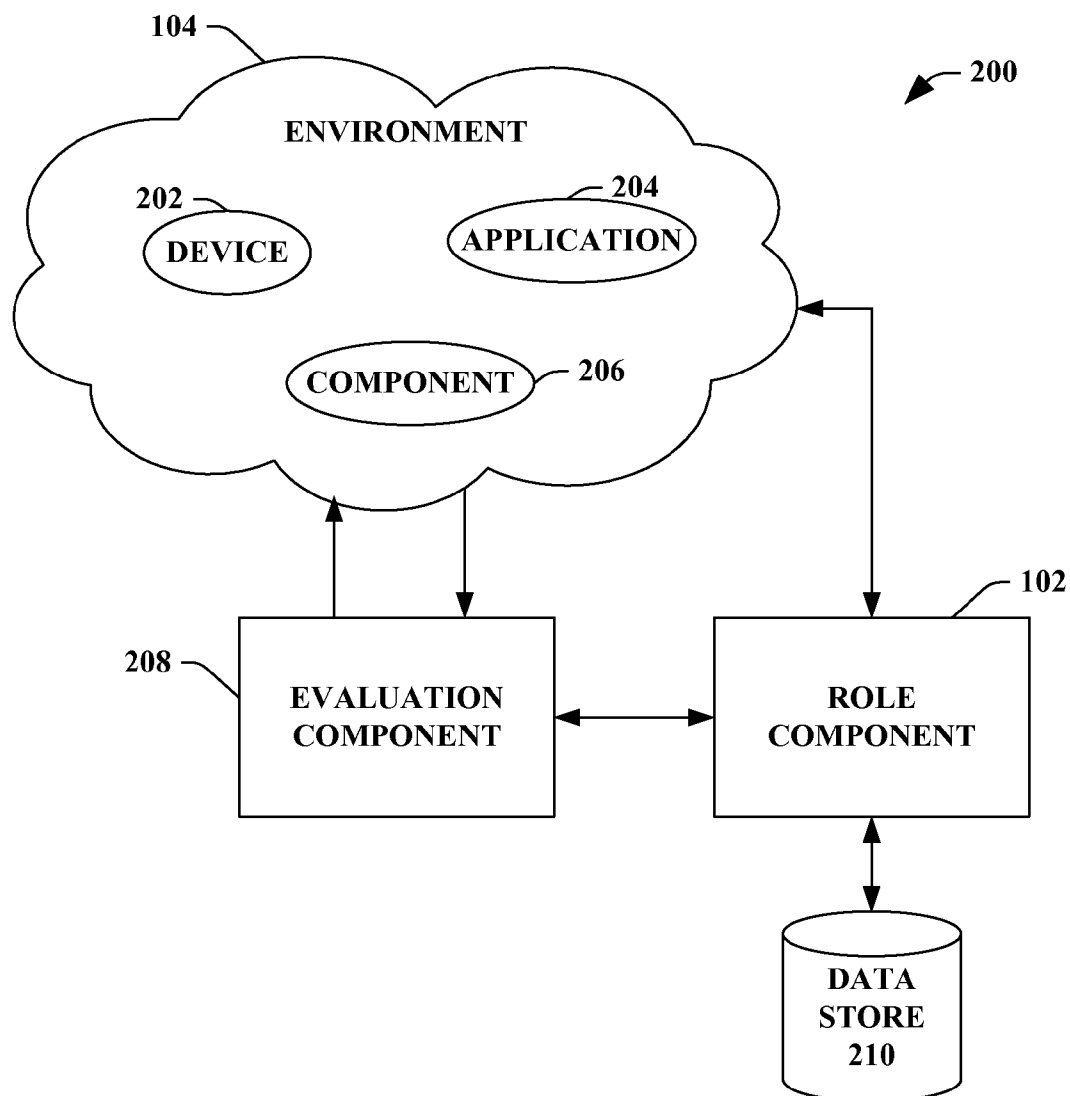 104
200
ENVIRONMENT
202
204
DEVICE
APPLICATION
COMPONENT
206
102
208
EVALUATION
COMPONENT
ROLE
COMPONENT
DATA
STORE
210